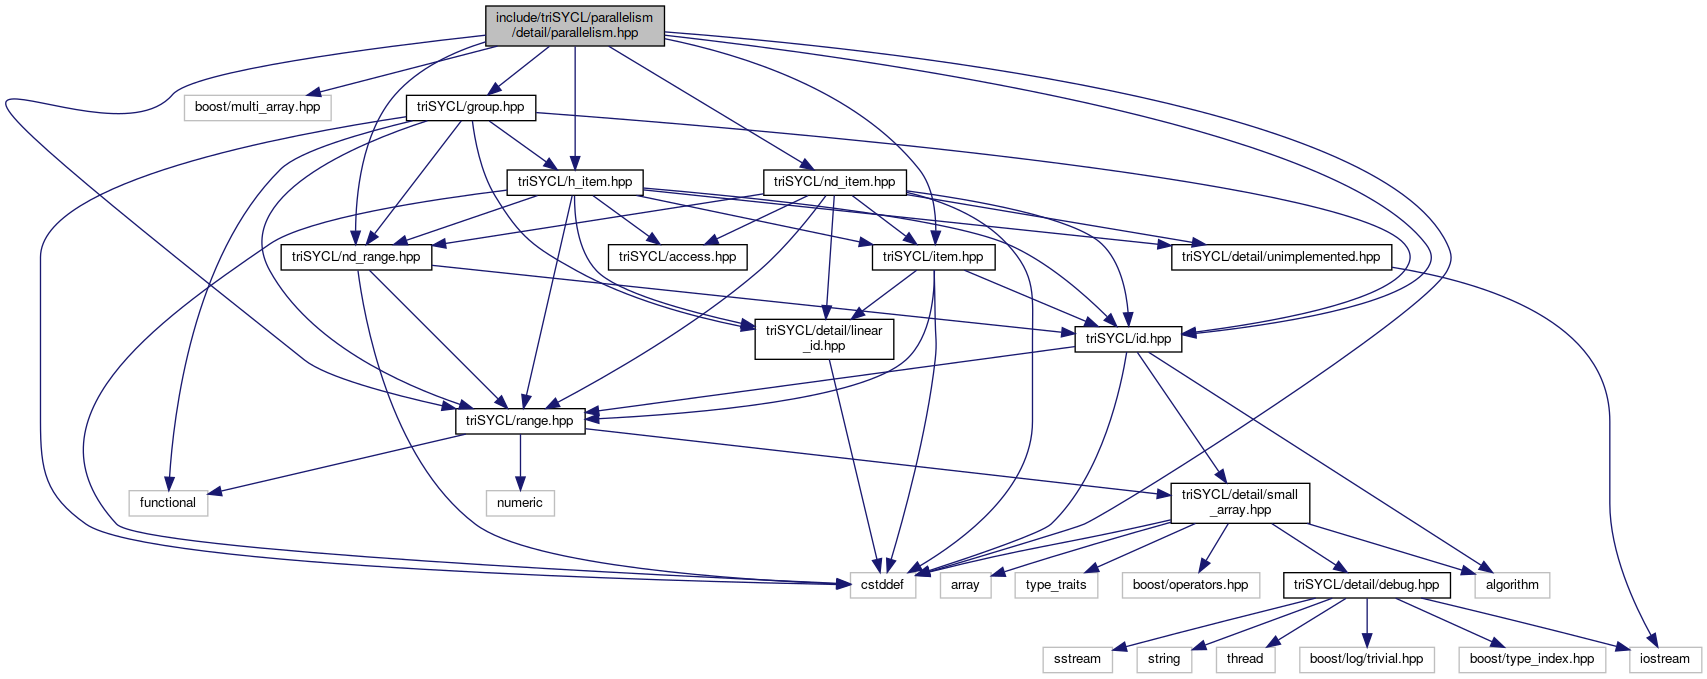 include/triSYCL/parallelism
/detail/parallelism.hpp
boost/multi_array.hpp
triSYCL/group.hpp
triSYCL/h_item.hpp
triSYCL/nd_item.hpp
triSYCL/nd_range.hpp
triSYCL/access.hpp
triSYCL/item.hpp
triSYCL/detail/unimplemented.hpp
triSYCL/detail/linear
_id.hpp
triSYCL/id.hpp
triSYCL/range.hpp
functional
numeric
triSYCL/detail/small
_array.hpp
cstddef
array
type_traits
boost/operators.hpp
triSYCL/detail/debug.hpp
algorithm
sstream
string
thread
boost/log/trivial.hpp
boost/type_index.hpp
iostream